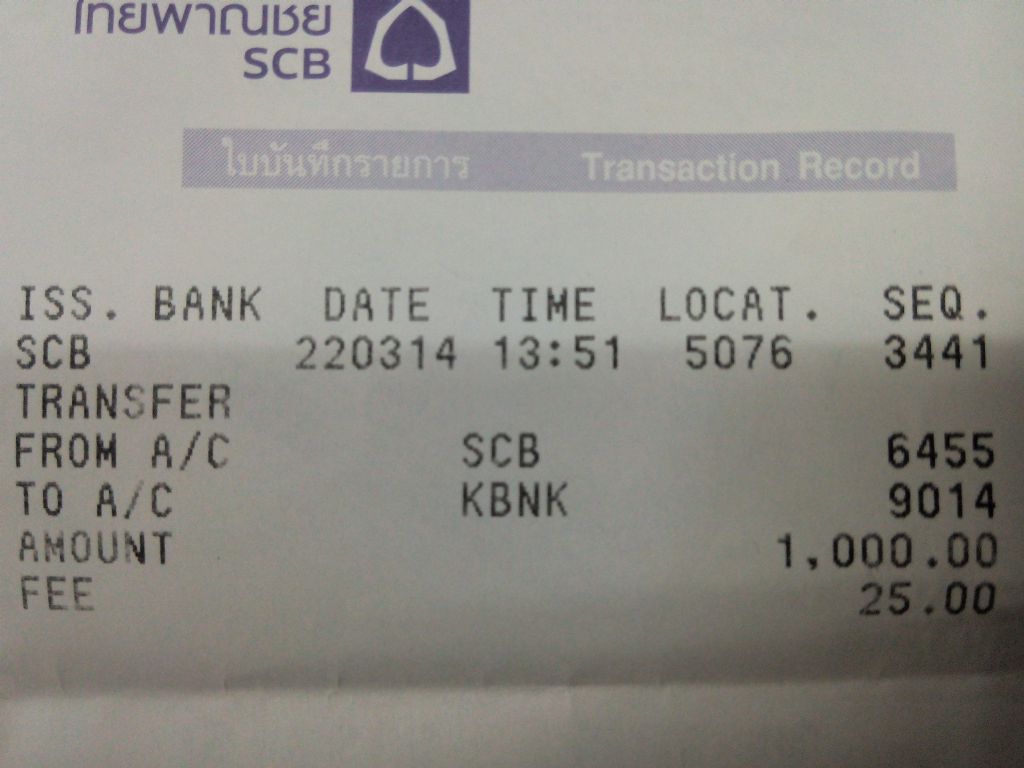 ไทยพาณิชย์
SCB
ใบบันทึกรายการ Transaction Record
ISS. BANK DATE TIME LOCAT. SEQ.
SCB 220314 13:51 5076 3441
TRANSFER
FROM A/C SCB 6455
TO A/C KBNK 9014
AMOUNT 1,000.00
FEE 25.00